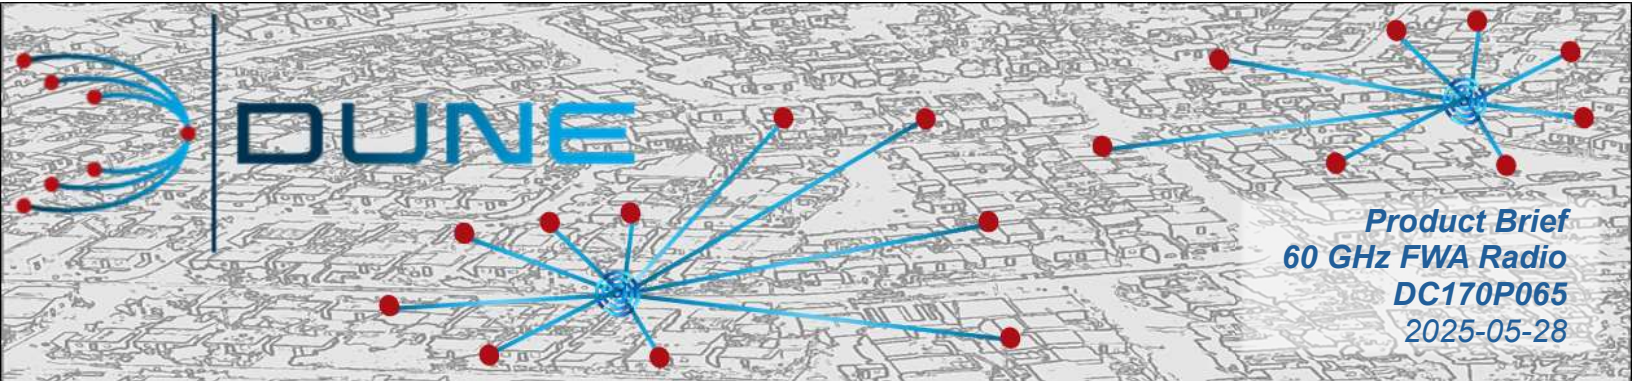 DUNE
Product Brief
60 GHz FWA Radio
DC170P065
2025-05-28